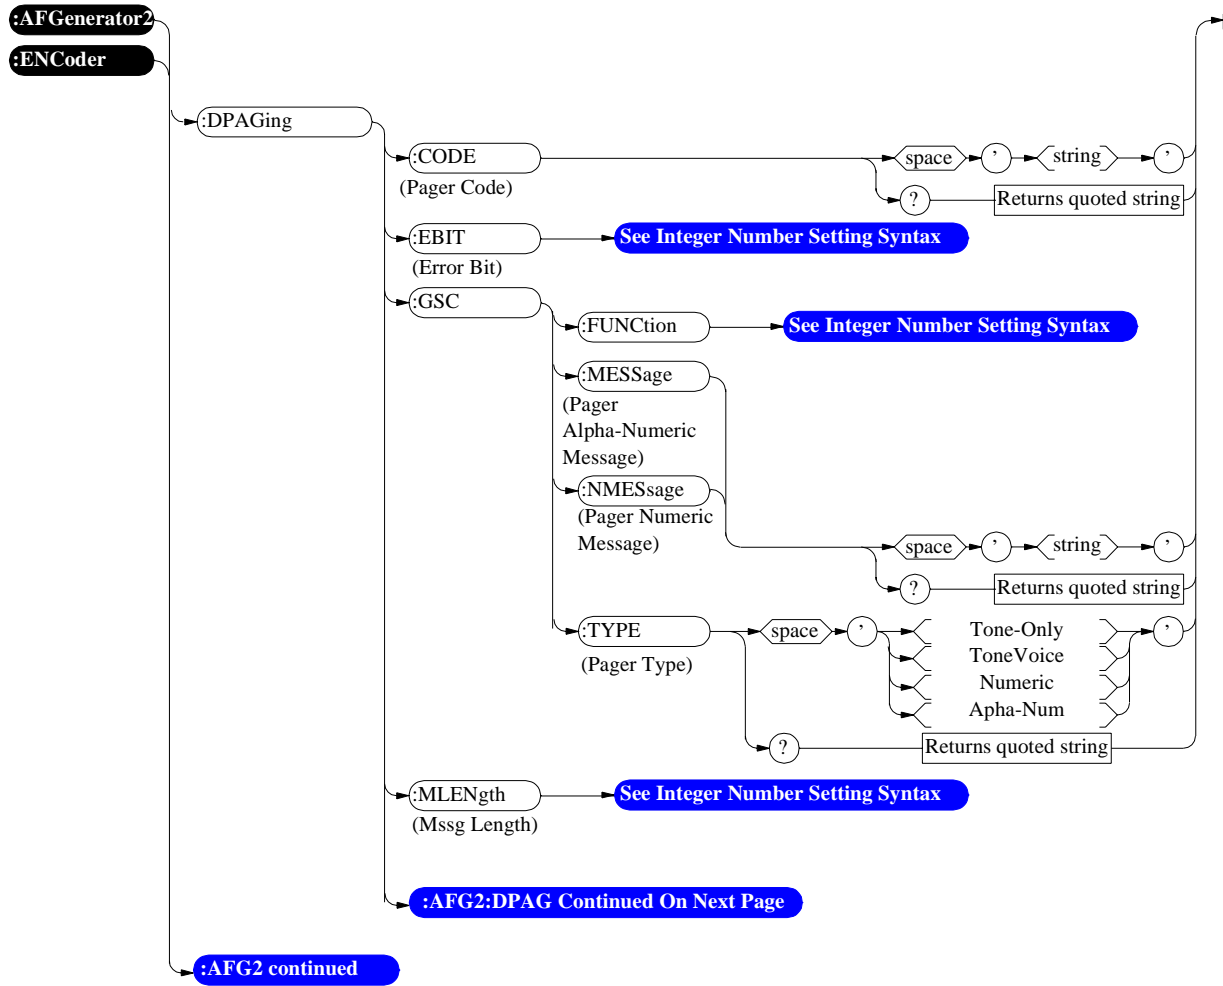 :AFGenerator2
:ENCoder
:DPAGing
:CODE
(Pager Code)
space
’
string
’
?
Returns quoted string
:EBIT
(Error Bit)
See Integer Number Setting Syntax
:GSC
:FUNCtion
See Integer Number Setting Syntax
:MESSage
(Pager
Alpha-Numeric
Message)
:NMESsage
(Pager Numeric
Message)
space
’
string
’
?
Returns quoted string
:TYPE
(Pager Type)
space
’
Tone-Only
ToneVoice
Numeric
Apha-Num
’
?
Returns quoted string
:MLENgth
(Mssg Length)
See Integer Number Setting Syntax
:AFG2:DPAG Continued On Next Page
:AFG2 continued